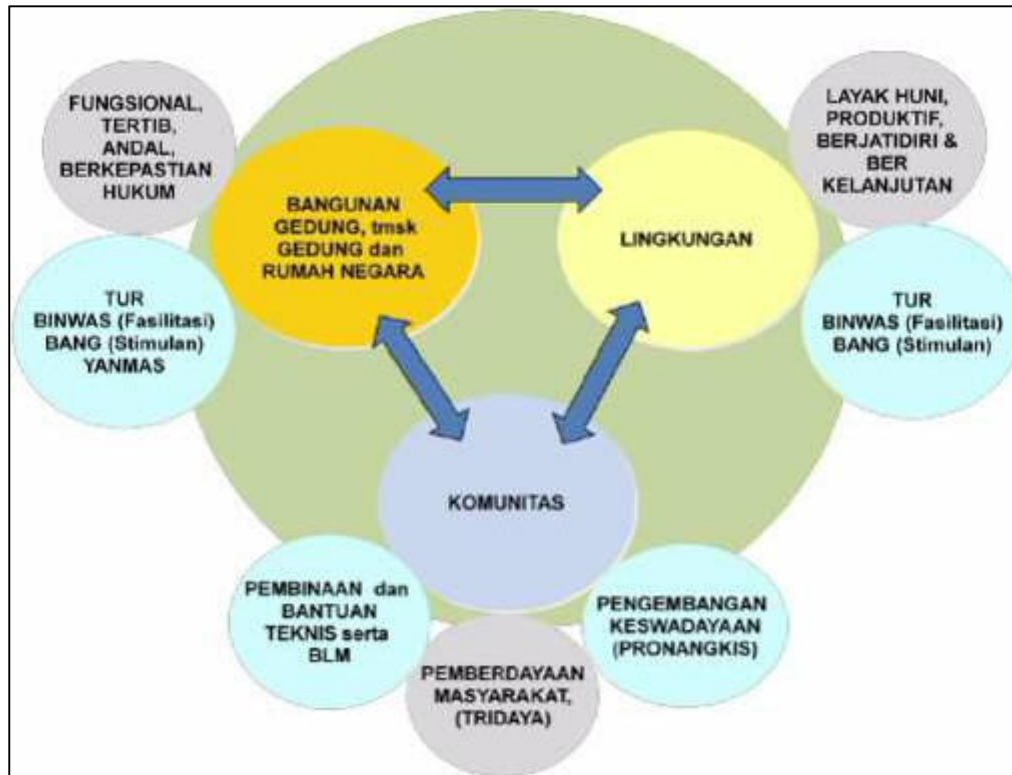 FUNGSIONAL,
TERTIB,
ANDAL,
BERKEPASTIAN
HUKUM
LAYAK HUNI,
PRODUKTIF,
BERJATIDIRI &
BER
KELANJUTAN
BANGUNAN
GEDUNG, tmsk
GEDUNG dan
RUMAH NEGARA
LINGKUNGAN
TUR
BINWAS (Fasilitasi)
BANG (Stimulan)
YANMAS
TUR
BINWAS (Fasilitasi)
BANG (Stimulan)
KOMUNITAS
PEMBINAAN dan
BANTUAN
TEKNIS serta
BLM
PENGEMBANGAN
KESWADAYAAN
(PRONANGKIS)
PEMBERDAYAAN
MASYARAKAT,
(TRIDAYA)